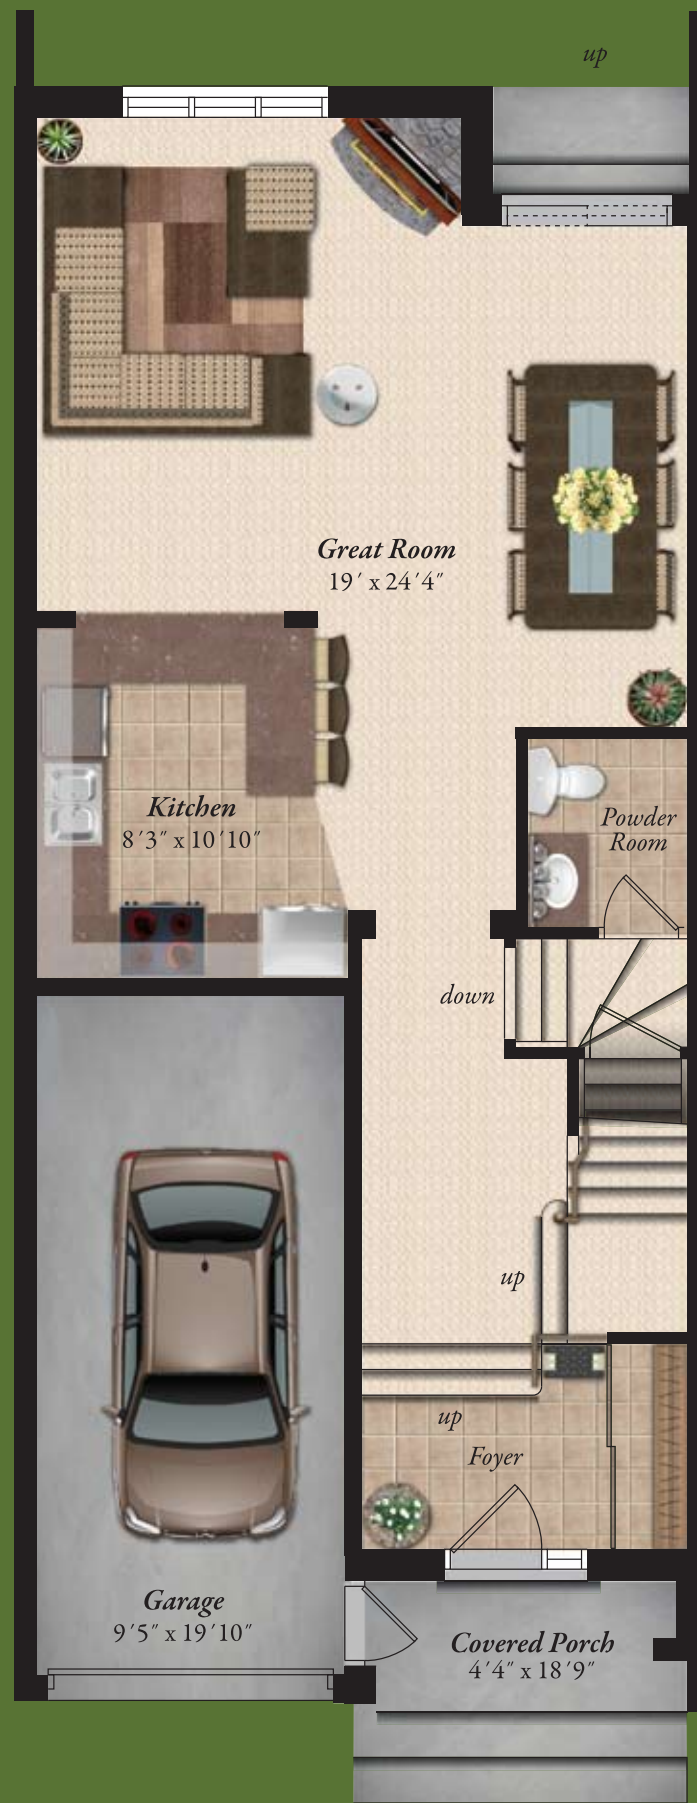 up
Great Room
19′ x 24′4″
Kitchen
8′3″ x 10′10″
Powder
Room
down
up
up
Foyer
Garage
9′5″ x 19′10″
Covered Porch
4′4″ x 18′9″